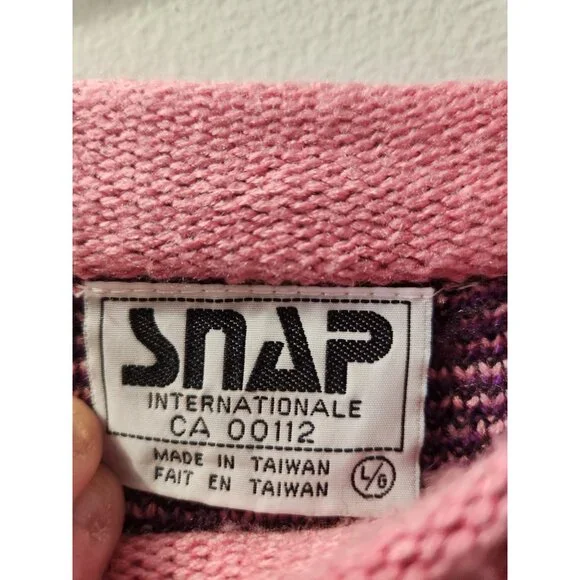 SNAP
INTERNATIONALE
CA 00112
MADE IN TAIWAN
FAIT EN TAIWAN
L/G